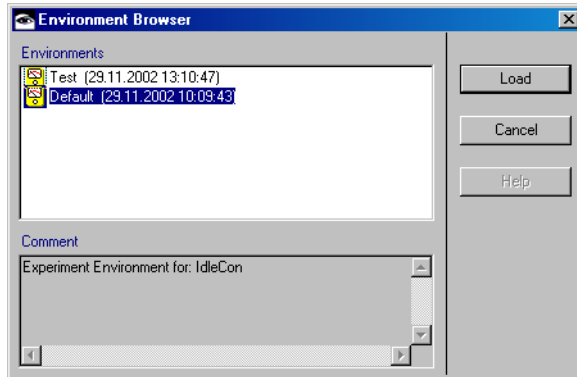 Environment Browser
Environments
Test (29.11.2002 13:10:47)
Default (29.11.2002 10:09:43)
Load
Cancel
Help
Comment
Experiment Environment for: IdleCon